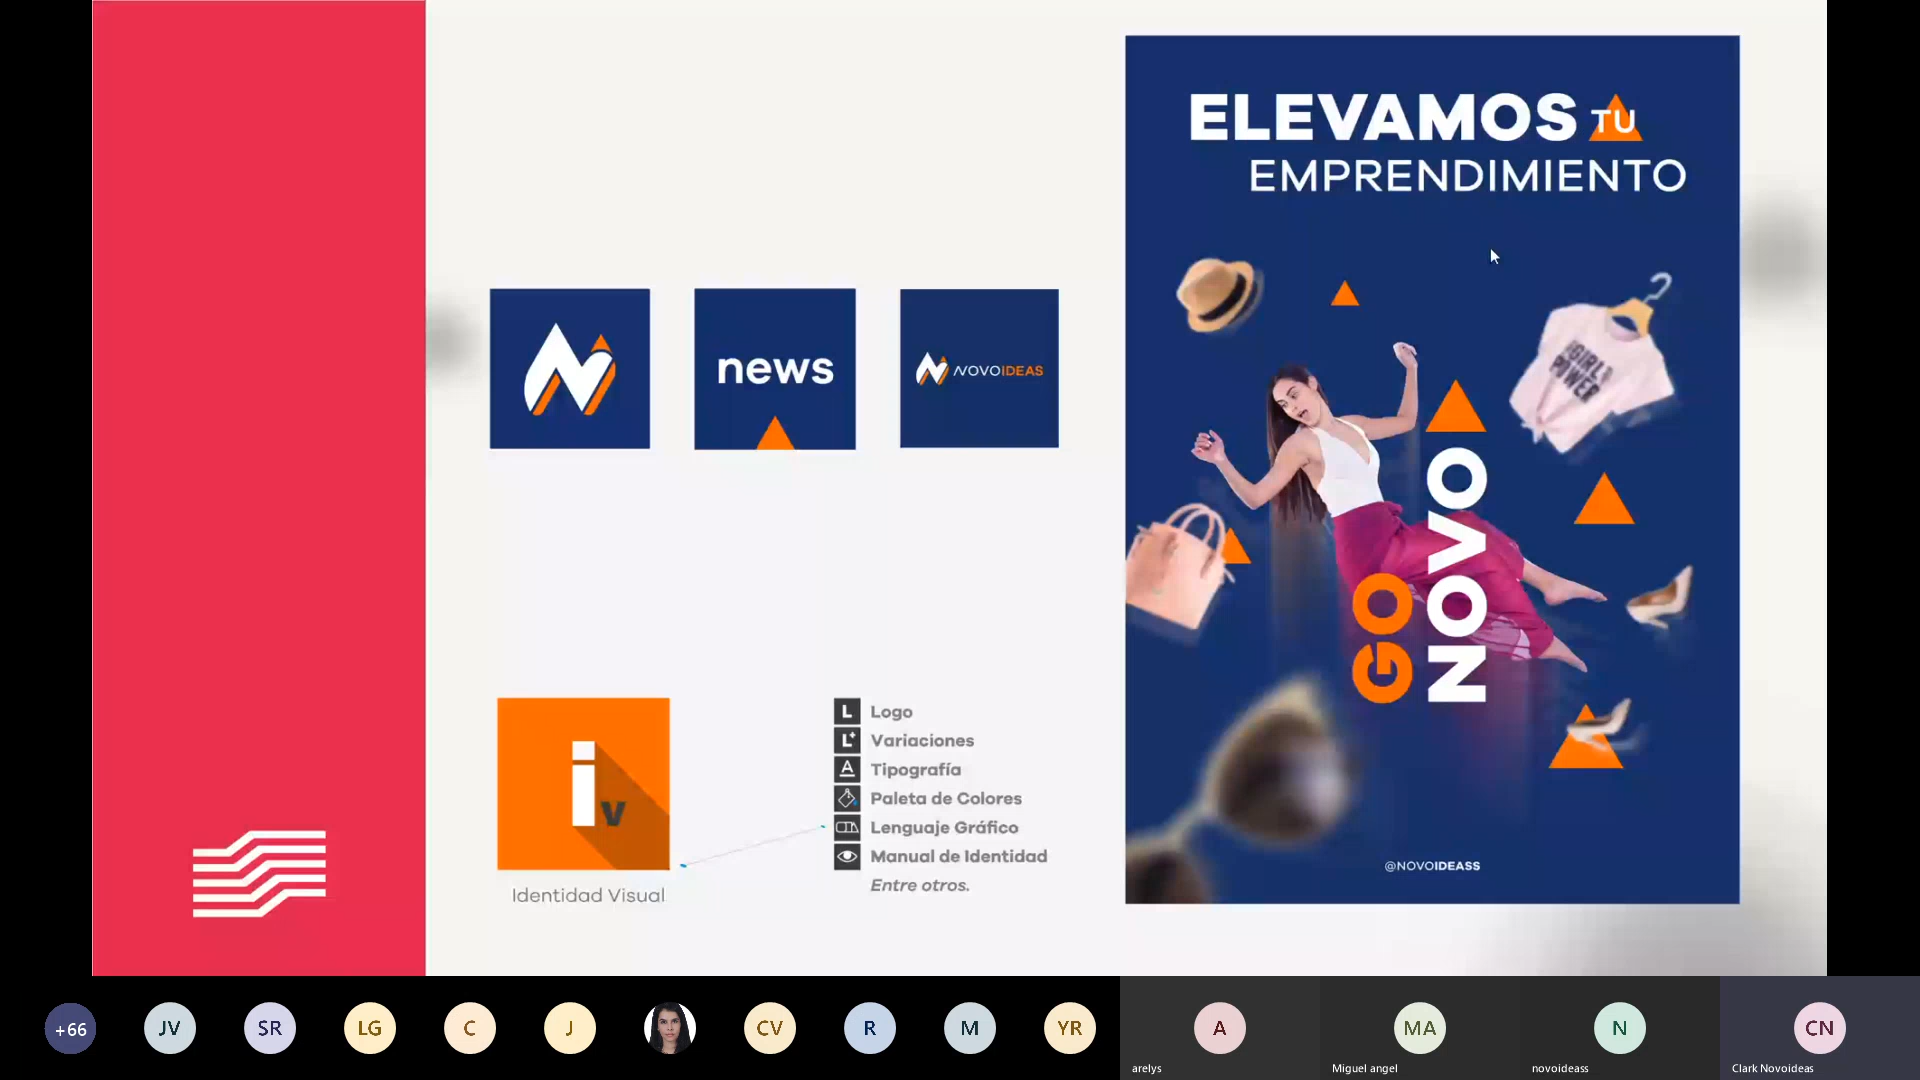 ELEVAMOS TU
EMPRENDIMIENTO
news
NOVOIDEAS
#GIRL
POWER
GO
NOVO
@NOVOIDEASS
iv
Identidad Visual
L Logo
L+ Variaciones
A Tipografía
Paleta de Colores
Lenguaje Gráfico
Manual de Identidad
Entre otros.
+66
JV
SR
LG
C
J
CV
R
M
YR
A
arelys
MA
Miguel angel
N
novoideass
CN
Clark Novoideas